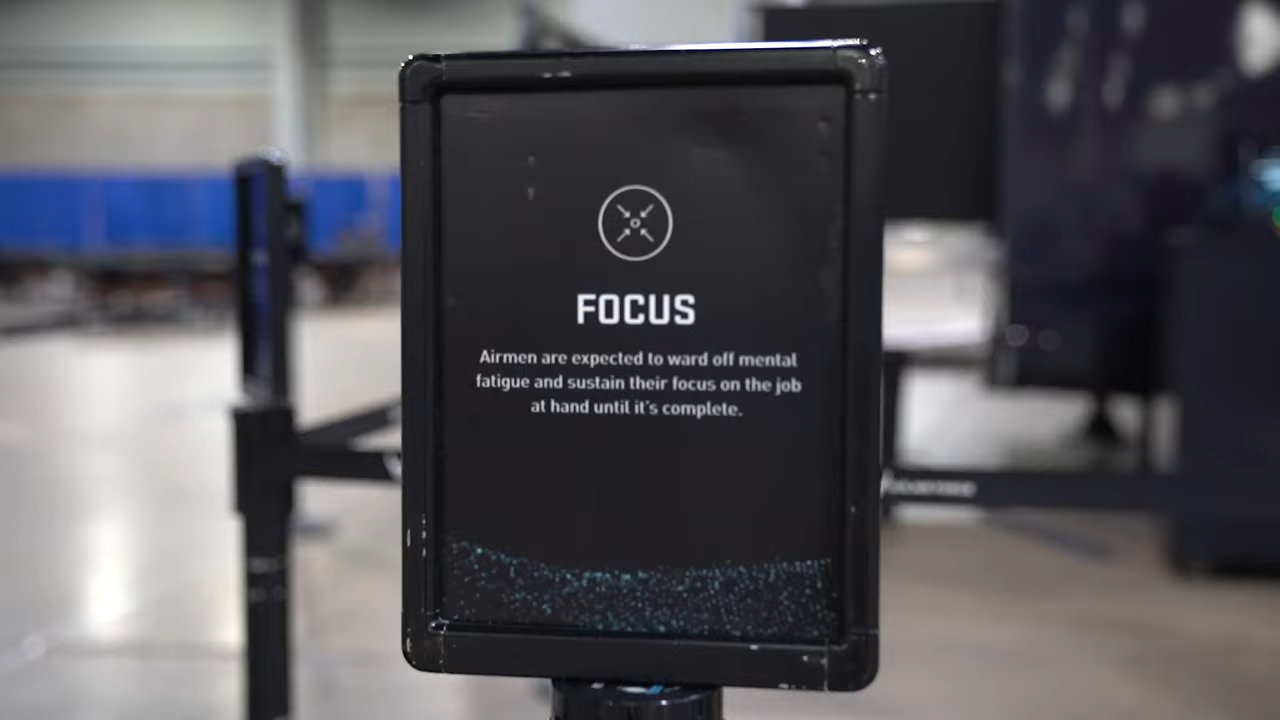 FOCUS
Airmen are expected to ward off mental
fatigue and sustain their focus on the job
at hand until it's complete.